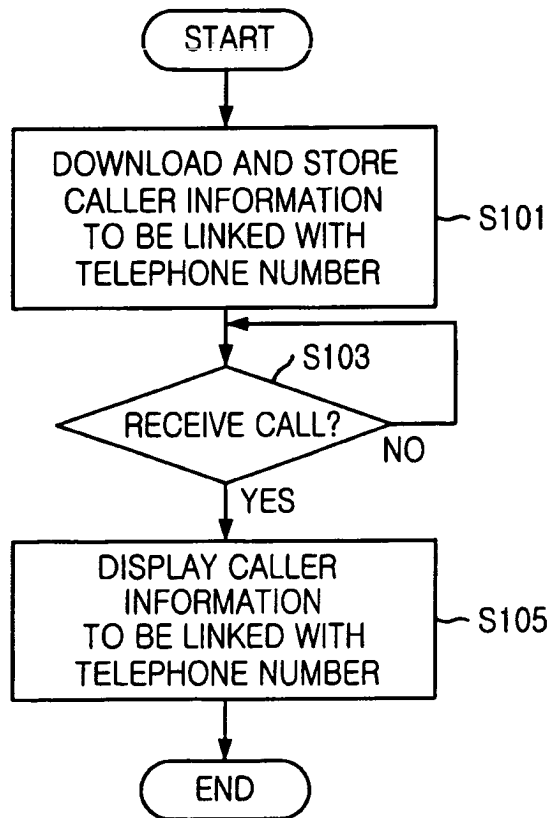 START
DOWNLOAD AND STORE
CALLER INFORMATION
TO BE LINKED WITH
TELEPHONE NUMBER
S101
S103
RECEIVE CALL?
NO
YES
DISPLAY CALLER
INFORMATION
TO BE LINKED WITH
TELEPHONE NUMBER
S105
END